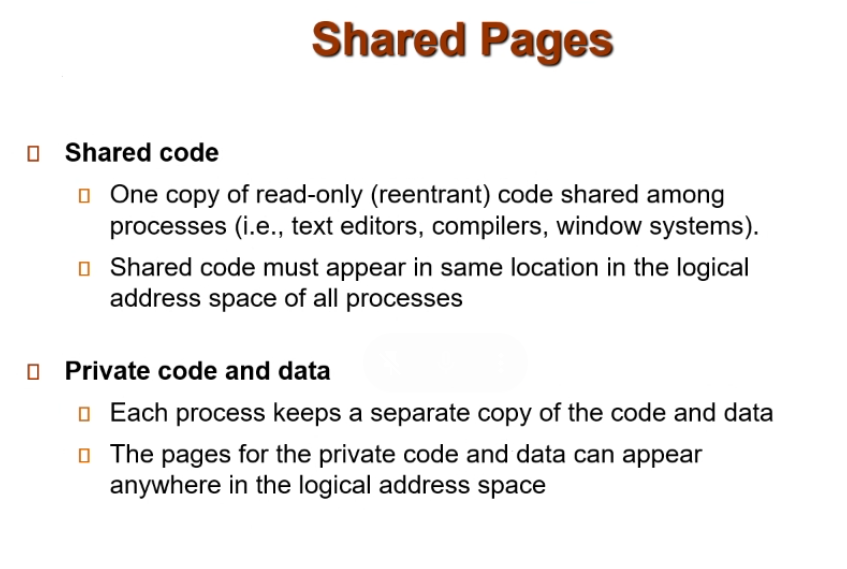 Shared Pages
Shared code
One copy of read-only (reentrant) code shared among
processes (i.e., text editors, compilers, window systems).
Shared code must appear in same location in the logical
address space of all processes
Private code and data
Each process keeps a separate copy of the code and data
The pages for the private code and data can appear
anywhere in the logical address space